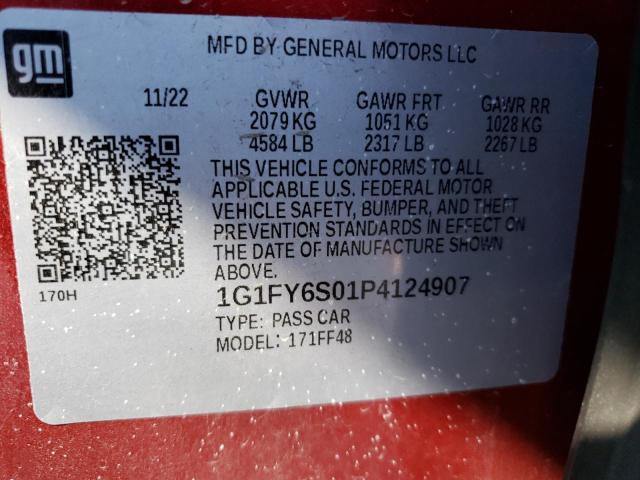 gm
MFD BY GENERAL MOTORS LLC
11/22 GVWR GAWR FRT GAWR RR
2079 KG 1051 KG 1028 KG
4584 LB 2317 LB 2267 LB
THIS VEHICLE CONFORMS TO ALL
APPLICABLE U.S. FEDERAL MOTOR
VEHICLE SAFETY, BUMPER, AND THEFT
PREVENTION STANDARDS IN EFFECT ON
THE DATE OF MANUFACTURE SHOWN
ABOVE.
170H
1G1FY6S01P4124907
TYPE: PASS CAR
MODEL: 171FF48